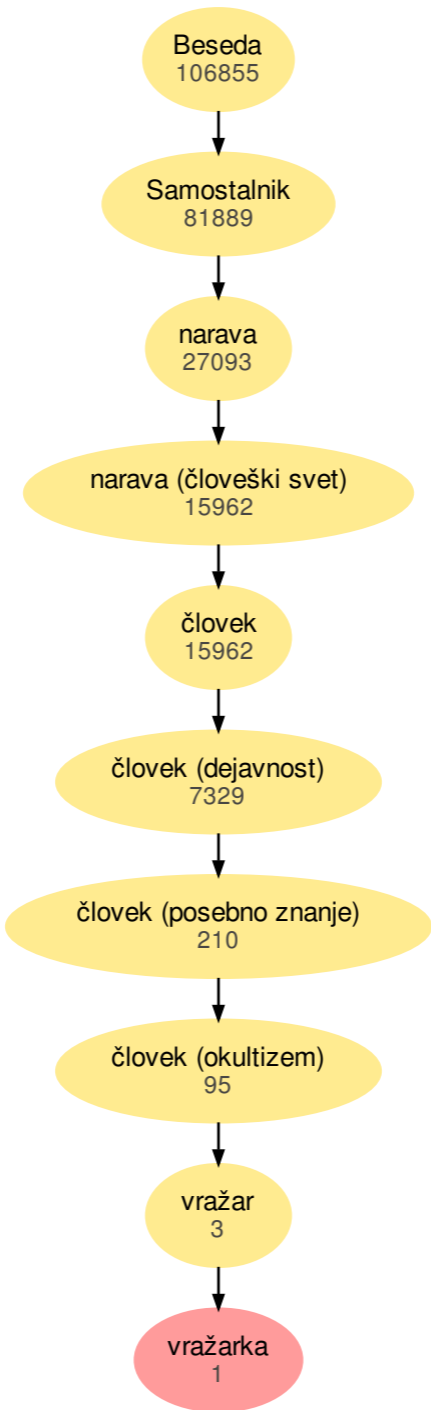 Beseda
106855
Samostalnik
81889
narava
27093
narava (človeški svet)
15962
človek
15962
človek (dejavnost)
7329
človek (posebno znanje)
210
človek (okultizem)
95
vražar
3
vražarka
1